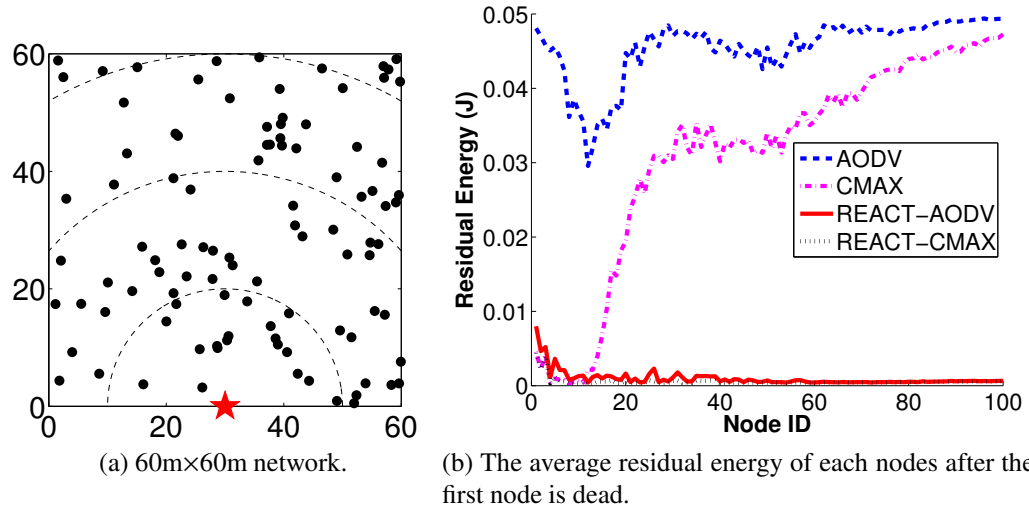 60
40
20
0
0
20
40
60
(a) 60m×60m network.
0.05
0.04
0.03
0.02
0.01
0
0
20
40
60
80
100
Residual Energy (J)
Node ID
AODV
CMAX
REACT−AODV
REACT−CMAX
(b) The average residual energy of each nodes after the
first node is dead.